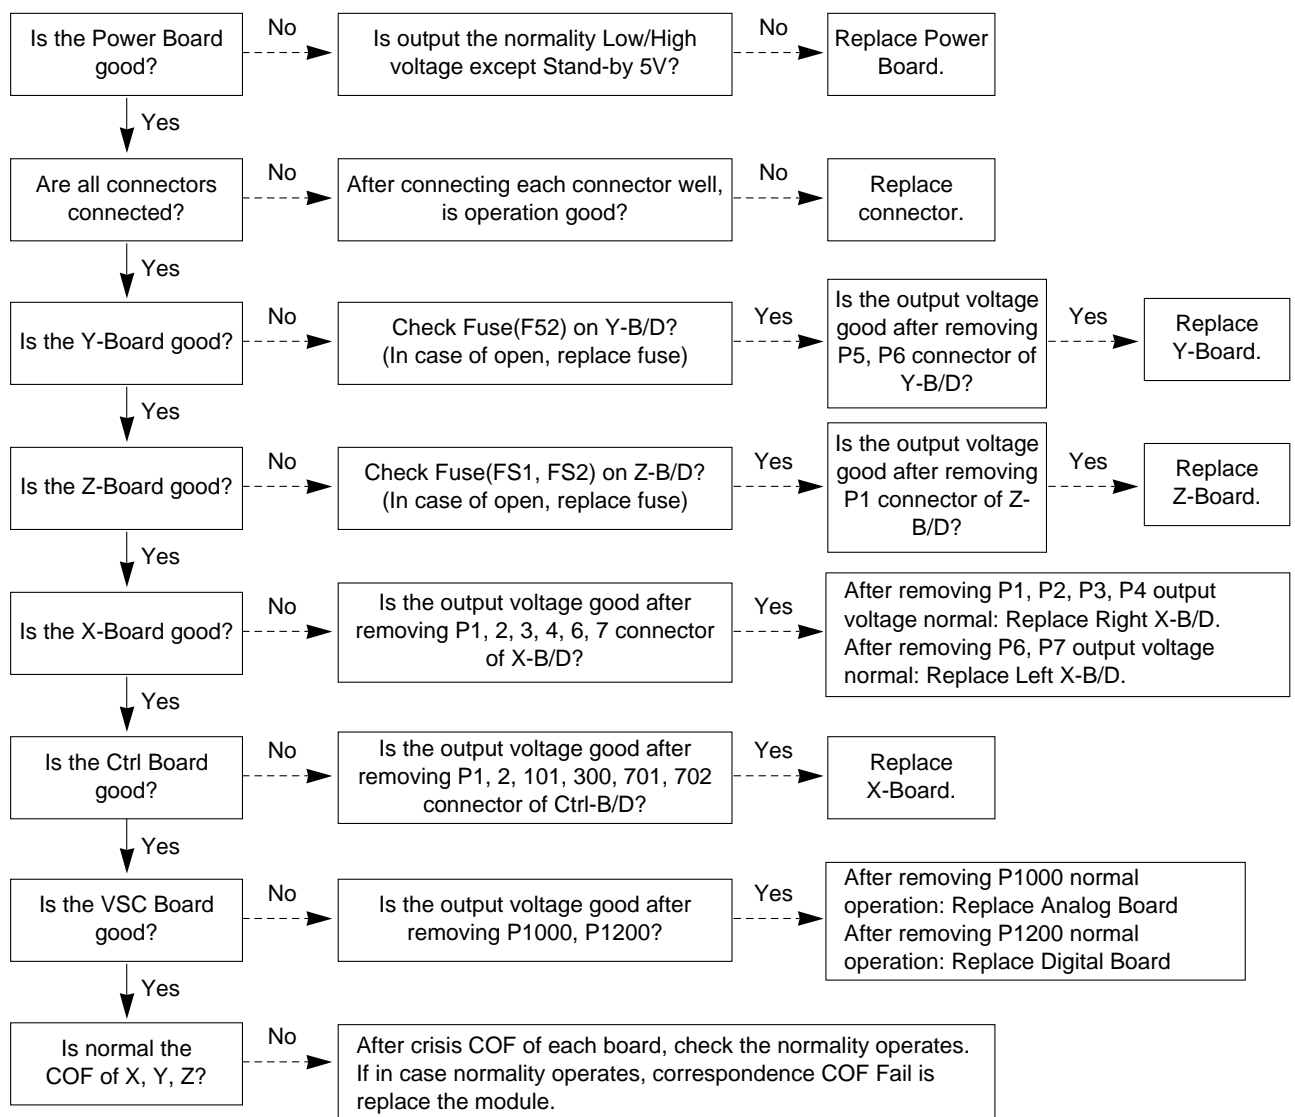 Is the Power Board
good?
No
Is output the normality Low/High
voltage except Stand-by 5V?
No
Replace Power
Board.
Yes
Are all connectors
connected?
No
After connecting each connector well,
is operation good?
No
Replace
connector.
Yes
Is the Y-Board good?
No
Check Fuse(F52) on Y-B/D?
(In case of open, replace fuse)
Yes
Is the output voltage
good after removing
P5, P6 connector of
Y-B/D?
Yes
Replace
Y-Board.
Yes
Is the Z-Board good?
No
Check Fuse(FS1, FS2) on Z-B/D?
(In case of open, replace fuse)
Yes
Is the output voltage
good after removing
P1 connector of Z-
B/D?
Yes
Replace
Z-Board.
Yes
Is the X-Board good?
No
Is the output voltage good after
removing P1, 2, 3, 4, 6, 7 connector
of X-B/D?
Yes
After removing P1, P2, P3, P4 output
voltage normal: Replace Right X-B/D.
After removing P6, P7 output voltage
normal: Replace Left X-B/D.
Yes
Is the Ctrl Board
good?
No
Is the output voltage good after
removing P1, 2, 101, 300, 701, 702
connector of Ctrl-B/D?
Yes
Replace
X-Board.
Yes
Is the VSC Board
good?
No
Is the output voltage good after
removing P1000, P1200?
Yes
After removing P1000 normal
operation: Replace Analog Board
After removing P1200 normal
operation: Replace Digital Board
Yes
Is normal the
COF of X, Y, Z?
No
After crisis COF of each board, check the normality operates.
If in case normality operates, correspondence COF Fail is
replace the module.